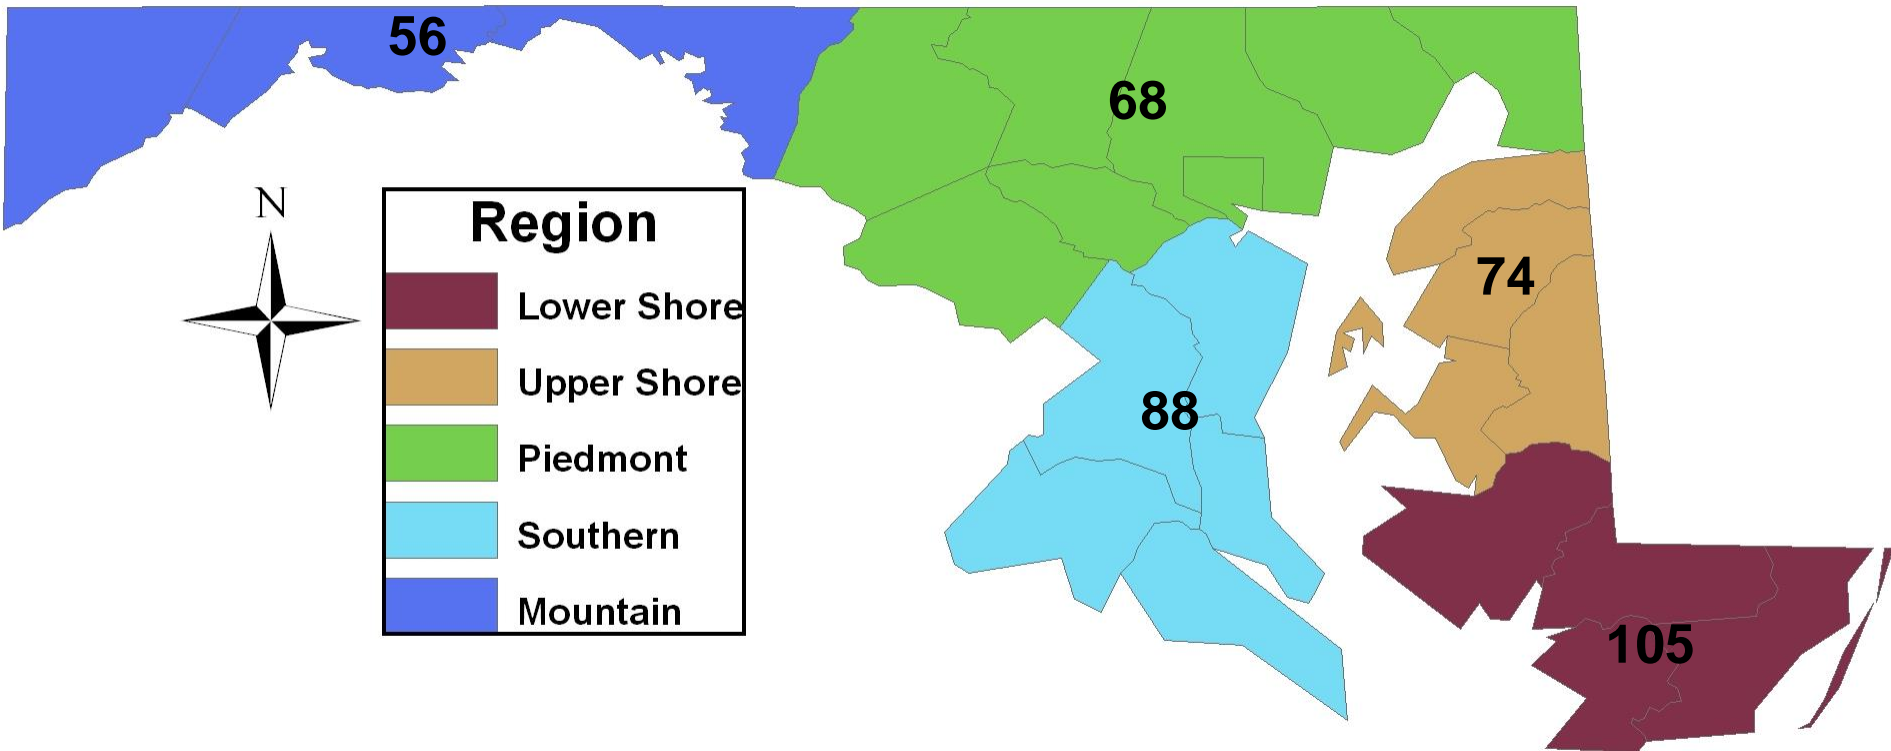 56
68
N
Region
74
Lower Shore
Upper Shore
88
Piedmont
Southern
Mountain
105